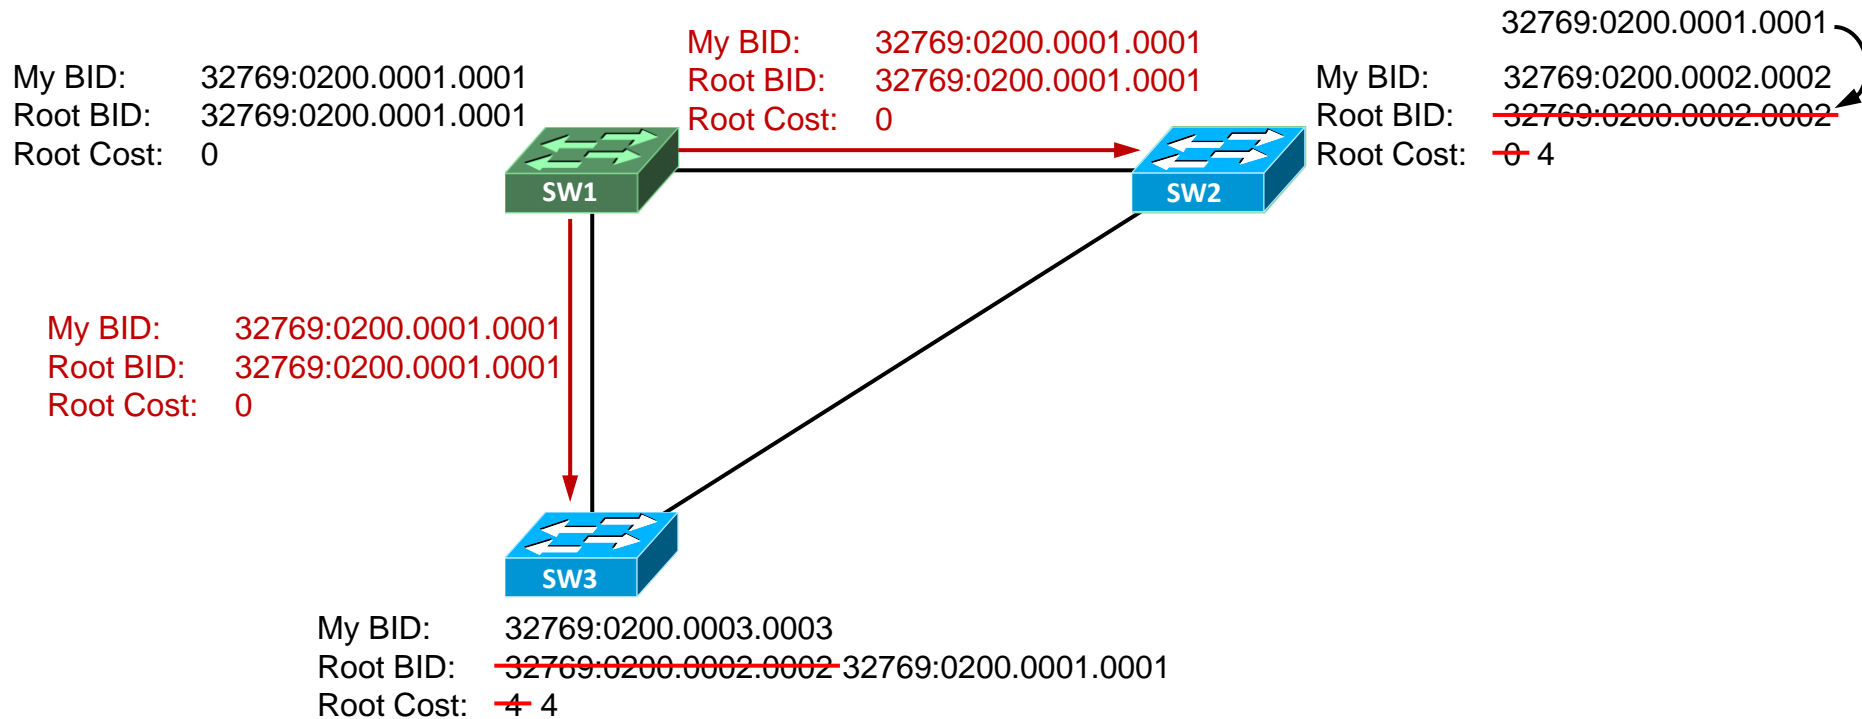 My BID: 32769:0200.0001.0001
Root BID: 32769:0200.0001.0001
Root Cost: 0
My BID: 32769:0200.0001.0001
Root BID: 32769:0200.0001.0001
Root Cost: 0
32769:0200.0001.0001
My BID: 32769:0200.0002.0002
Root BID: 32769:0200.0002.0002
Root Cost: 0 4
SW1
SW2
My BID: 32769:0200.0001.0001
Root BID: 32769:0200.0001.0001
Root Cost: 0
SW3
My BID: 32769:0200.0003.0003
Root BID: 32769:0200.0002.0002 32769:0200.0001.0001
Root Cost: 4 4